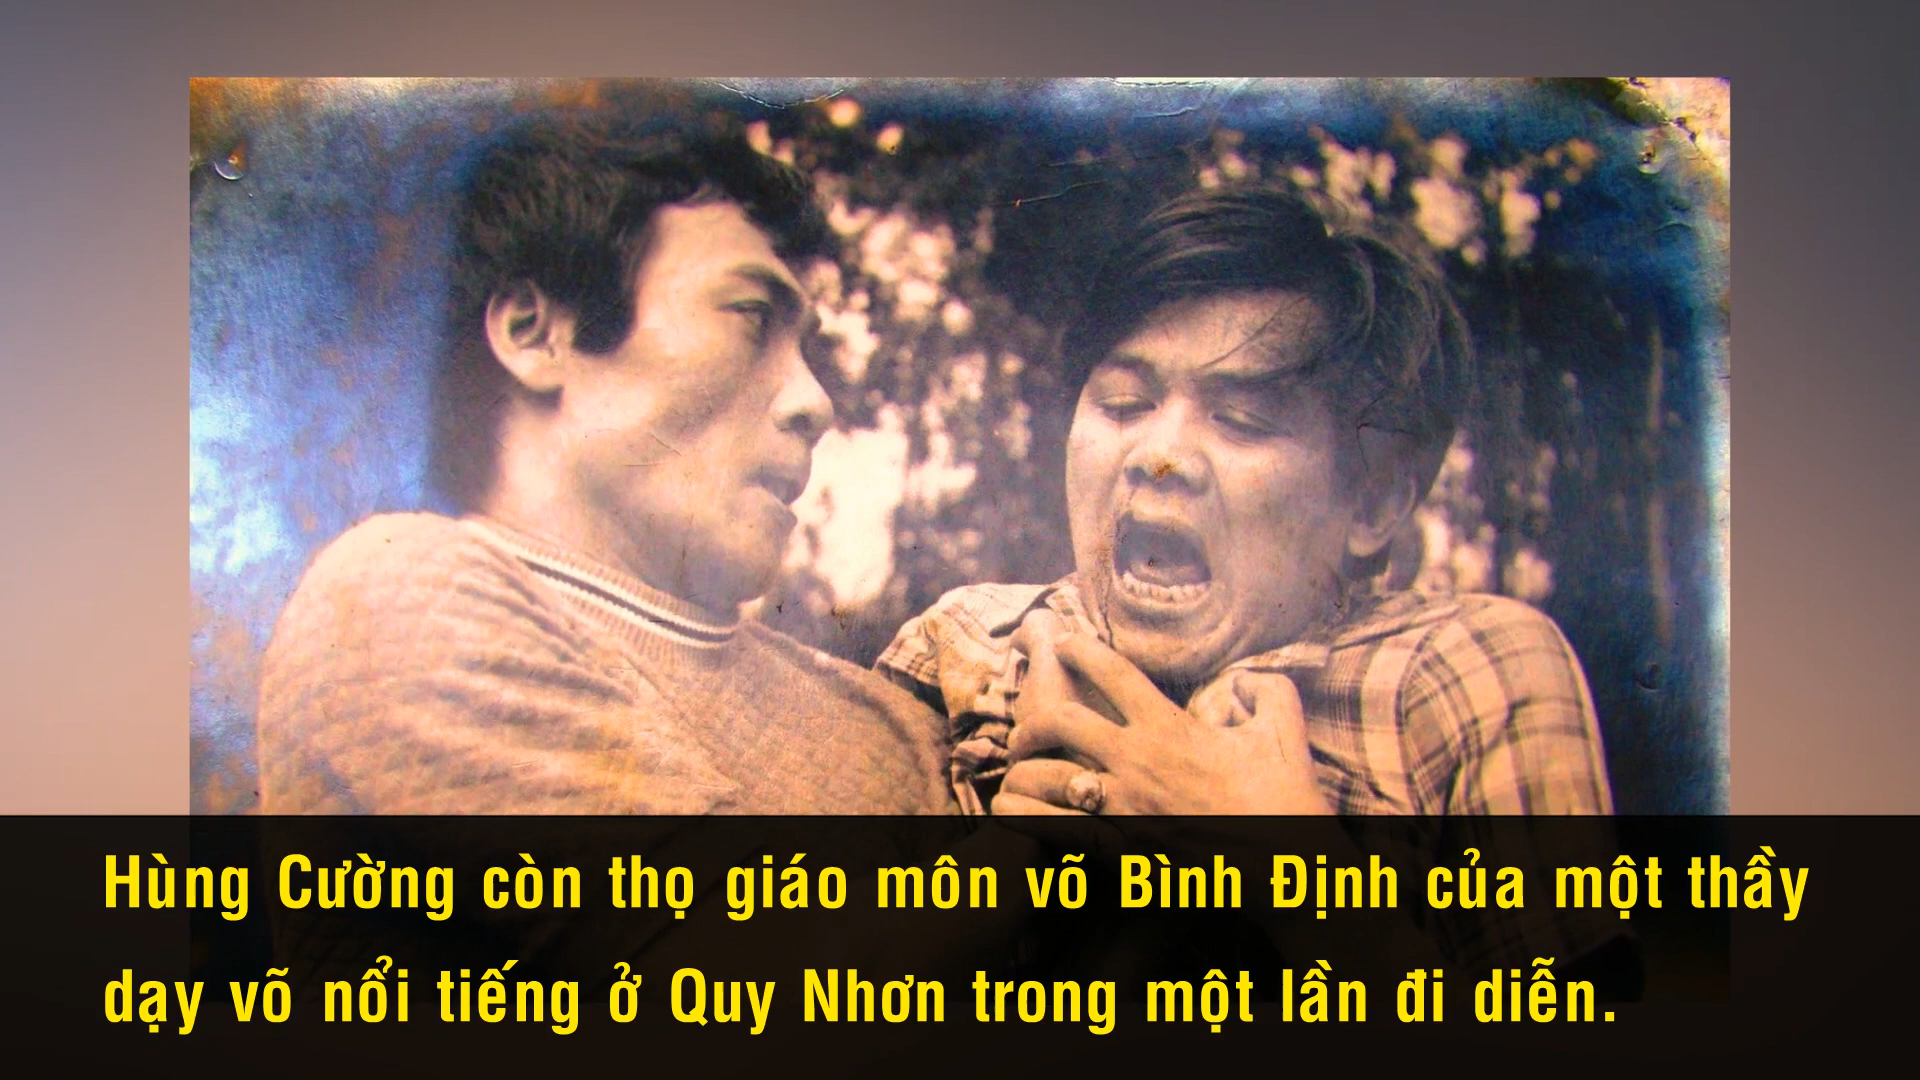 Hùng Cường còn thọ giáo môn võ Bình Định của một thầy
dạy võ nổi tiếng ở Quy Nhơn trong một lần đi diễn.